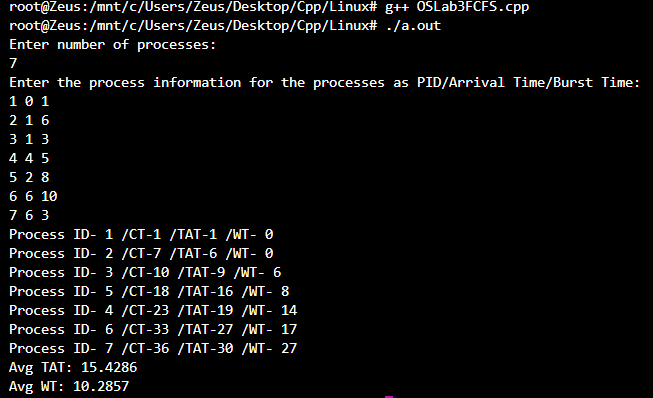 root@Zeus:/mnt/c/Users/Zeus/Desktop/Cpp/Linux# g++ OSLab3FCFS.cpp
root@Zeus:/mnt/c/Users/Zeus/Desktop/Cpp/Linux# ./a.out
Enter number of processes:
7
Enter the process information for the processes as PID/Arrival Time/Burst Time:
1 0 1
2 1 6
3 1 3
4 4 5
5 2 8
6 6 10
7 6 3
Process ID- 1 /CT-1 /TAT-1 /WT- 0
Process ID- 2 /CT-7 /TAT-6 /WT- 0
Process ID- 3 /CT-10 /TAT-9 /WT- 6
Process ID- 5 /CT-18 /TAT-16 /WT- 8
Process ID- 4 /CT-23 /TAT-19 /WT- 14
Process ID- 6 /CT-33 /TAT-27 /WT- 17
Process ID- 7 /CT-36 /TAT-30 /WT- 27
Avg TAT: 15.4286
Avg WT: 10.2857